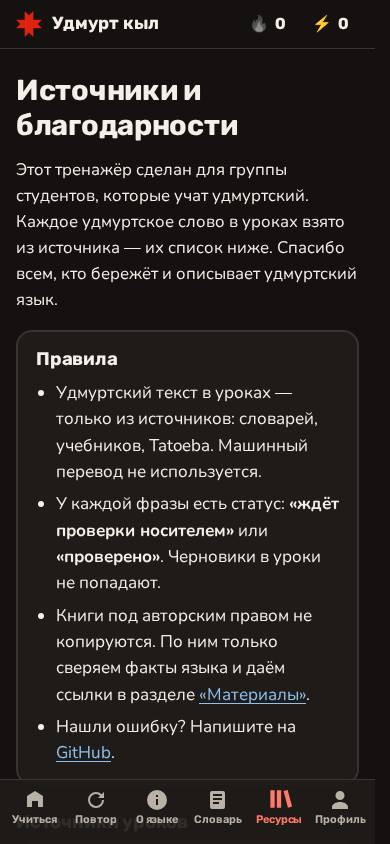 Удмурт кыл 0 0
Источники и
благодарности
Этот тренажёр сделан для группы
студентов, которые учат удмуртский.
Каждое удмуртское слово в уроках взято
из источника — их список ниже. Спасибо
всем, кто бережёт и описывает удмуртский
язык.
Правила
• Удмуртский текст в уроках —
только из источников: словарей,
учебников, Tatoeba. Машинный
перевод не используется.
• У каждой фразы есть статус: «ждёт
проверки носителем» или
«проверено». Черновики в уроки
не попадают.
• Книги под авторским правом не
копируются. По ним только
сверяем факты языка и даём
ссылки в разделе «Материалы».
• Нашли ошибку? Напишите на
GitHub.
Учиться Повтор О языке Словарь Ресурсы Профиль
Источники уроков